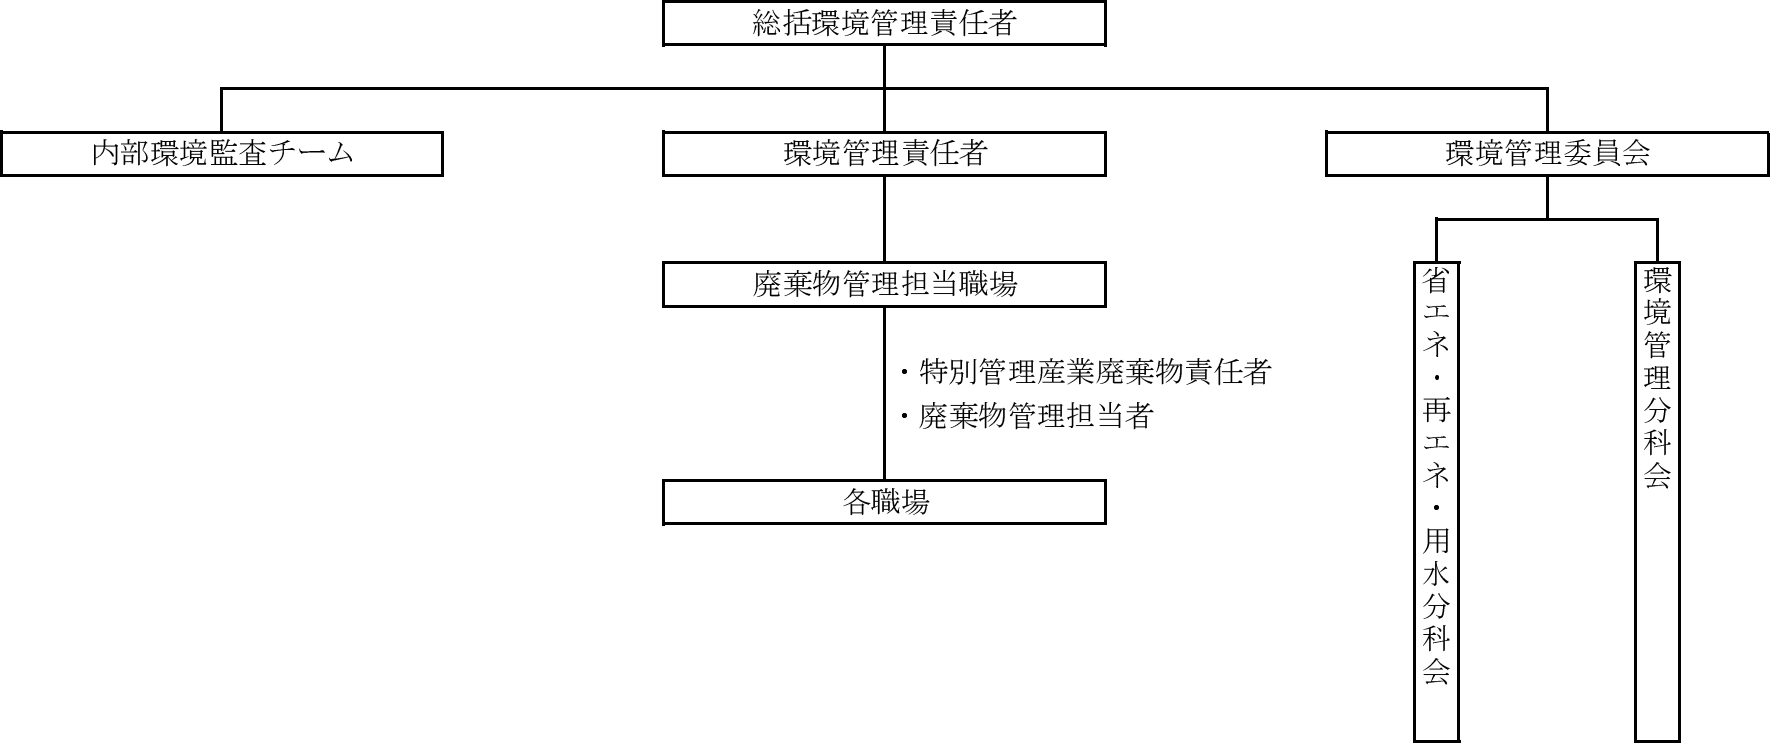 総括環境管理責任者
内部環境監査チーム
環境管理責任者
環境管理委員会
廃棄物管理担当職場
・特別管理産業廃棄物責任者
・廃棄物管理担当者
各職場
省エネ・再エネ・用水分科会
環境管理分科会